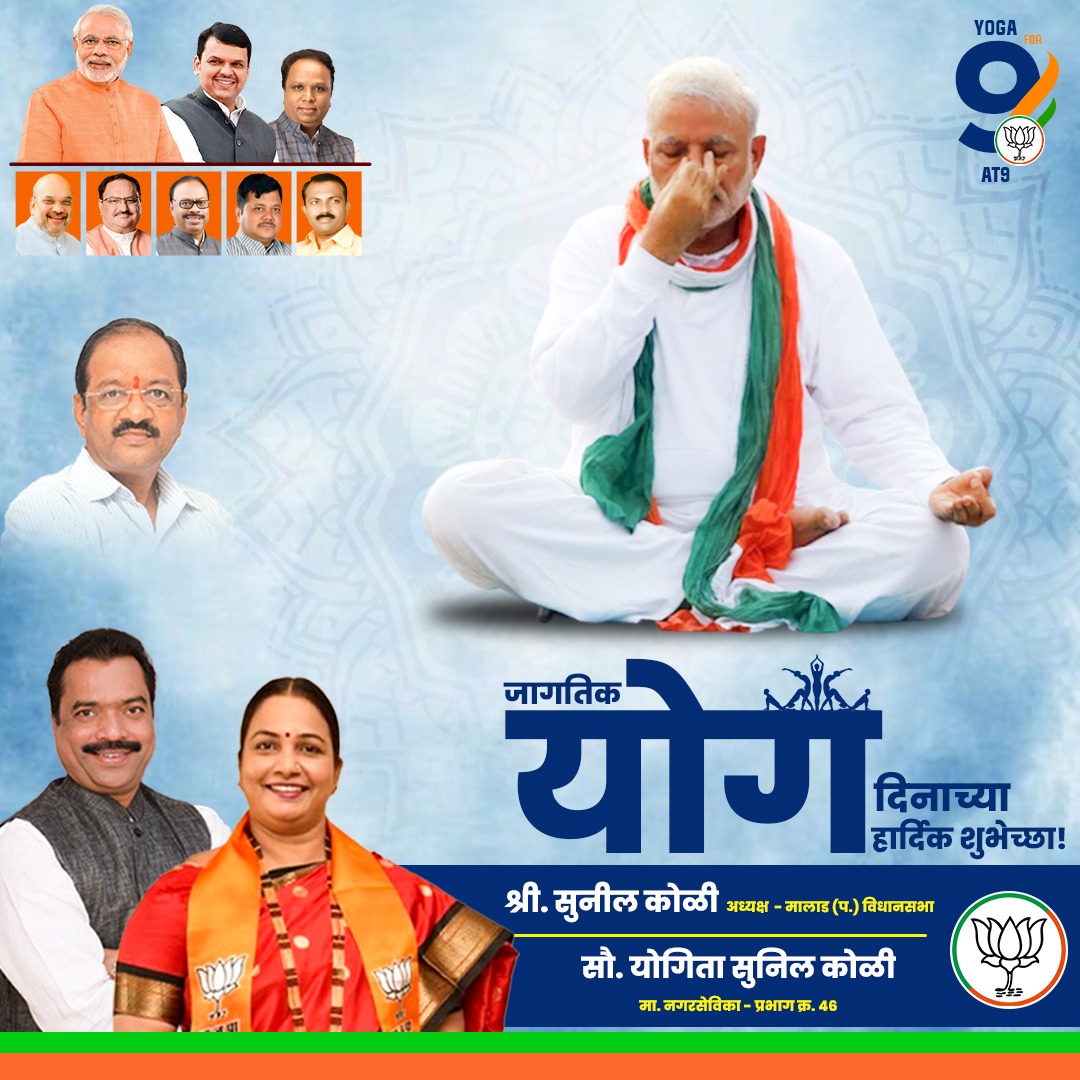 YOGA
FOR
9
AT9
जागतिक
योग
दिनाच्या
हार्दिक शुभेच्छा!
श्री. सुनील कोळी अध्यक्ष - मालाड (प.) विधानसभा
सौ. योगिता सुनिल कोळी
मा. नगरसेविका - प्रभाग क्र. 46